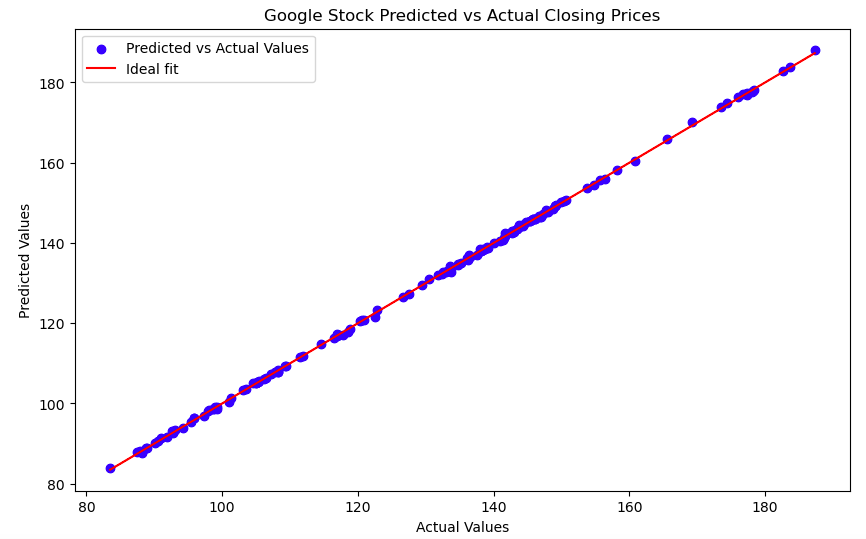 Google Stock Predicted vs Actual Closing Prices
Predicted vs Actual Values
Ideal fit
Predicted Values
180
160
140
120
100
80
80 100 120 140 160 180
Actual Values